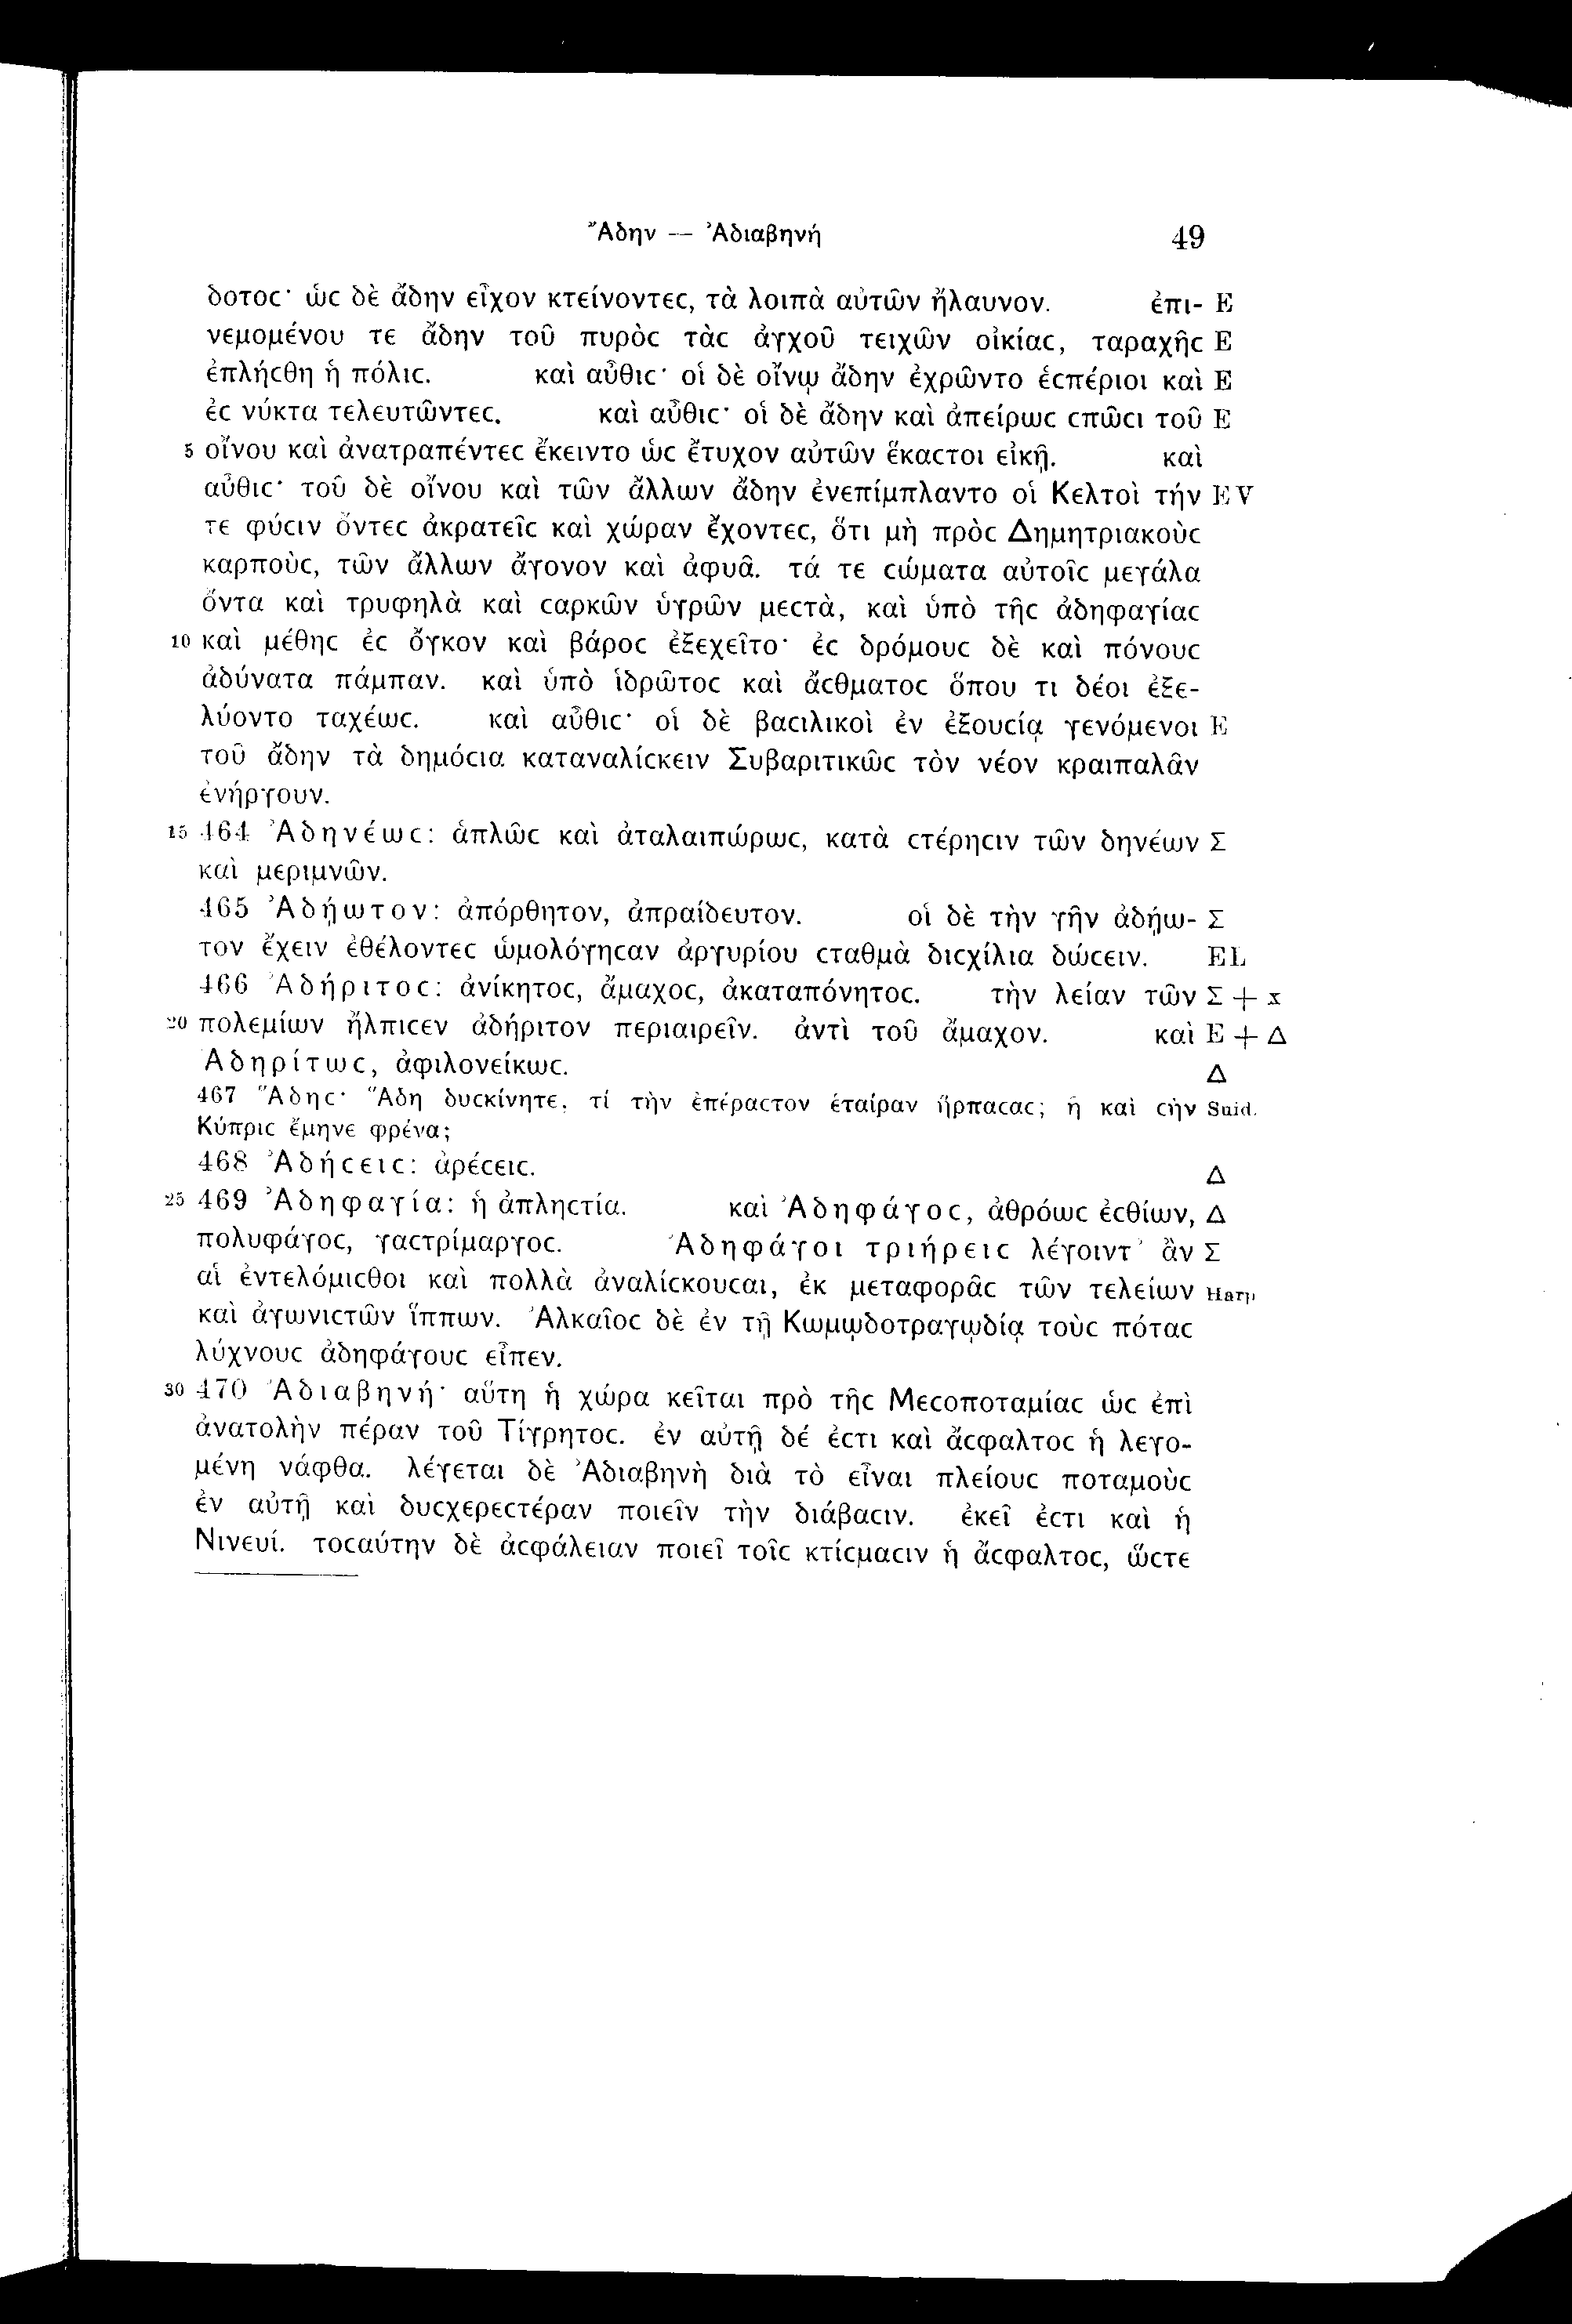 Ἄδην — Ἀδιαβηνή 49
δοτοϲ· ὡϲ δὲ ἄδην εἶχον κτείνοντεϲ, τὰ λοιπὰ αὐτῶν ἤλαυνον. ἐπι- E
νεμομένου τε ἄδην τοῦ πυρὸϲ τὰϲ ἀγχοῦ τειχῶν οἰκίαϲ, ταραχῆϲ E
ἐπλήϲθη ἡ πόλιϲ. καὶ αὖθιϲ· οἱ δὲ οἴνῳ ἄδην ἐχρῶντο ἑϲπέριοι καὶ E
ἐϲ νύκτα τελευτῶντεϲ. καὶ αὖθιϲ· οἱ δὲ ἄδην καὶ ἀπείρωϲ ϲπῶϲι τοῦ E
5 οἴνου καὶ ἀνατραπέντεϲ ἔκειντο ὡϲ ἔτυχον αὐτῶν ἕκαϲτοι εἰκῇ. καὶ
αὖθιϲ· τοῦ δὲ οἴνου καὶ τῶν ἄλλων ἄδην ἐνεπίμπλαντο οἱ Κελτοὶ τήν EV
τε φύϲιν ὄντεϲ ἀκρατεῖϲ καὶ χώραν ἔχοντεϲ, ὅτι μὴ πρὸϲ Δημητριακοὺϲ
καρποὺϲ, τῶν ἄλλων ἄγονον καὶ ἀφυᾶ. τά τε ϲώματα αὐτοῖϲ μεγάλα
ὄντα καὶ τρυφηλὰ καὶ ϲαρκῶν ὑγρῶν μεϲτὰ, καὶ ὑπὸ τῆϲ ἀδηφαγίαϲ
10 καὶ μέθηϲ ἐϲ ὄγκον καὶ βάροϲ ἐξεχεῖτο· ἐϲ δρόμουϲ δὲ καὶ πόνουϲ
ἀδύνατα πάμπαν. καὶ ὑπὸ ἱδρῶτοϲ καὶ ἄϲθματοϲ ὅπου τι δέοι ἐξε-
λύοντο ταχέωϲ. καὶ αὖθιϲ· οἱ δὲ βαϲιλικοὶ ἐν ἐξουϲίᾳ γενόμενοι E
τοῦ ἄδην τὰ δημόϲια καταναλίϲκειν Συβαριτικῶϲ τὸν νέον κραιπαλᾶν
ἐνήργουν.
15 464 Ἀδηνέωϲ: ἁπλῶϲ καὶ ἀταλαιπώρωϲ, κατὰ ϲτέρηϲιν τῶν δηνέων Σ
καὶ μεριμνῶν.
465 Ἀδῄωτον: ἀπόρθητον, ἀπραίδευτον. οἱ δὲ τὴν γῆν ἀδῄω- Σ
τον ἔχειν ἐθέλοντεϲ ὡμολόγηϲαν ἀργυρίου ϲταθμὰ διϲχίλια δώϲειν. EL
466 Ἀδήριτοϲ: ἀνίκητοϲ, ἄμαχοϲ, ἀκαταπόνητοϲ. τὴν λείαν τῶν Σ + x
20 πολεμίων ἤλπιϲεν ἀδήριτον περιαιρεῖν. ἀντὶ τοῦ ἄμαχον. καὶ E + Δ
Ἀδηρίτωϲ, ἀφιλονείκωϲ. Δ
467 Ἅδηϲ· Ἅδη δυϲκίνητε, τί τὴν ἐπέραϲτον ἑταίραν ἥρπαϲαϲ; ἢ καὶ ϲὴν Suid.
Κύπριϲ ἔμηνε φρένα;
468 Ἀδήϲειϲ: ἀρέϲειϲ. Δ
25 469 Ἀδηφαγία: ἡ ἀπληϲτία. καὶ Ἀδηφάγοϲ, ἀθρόωϲ ἐϲθίων, Δ
πολυφάγοϲ, γαϲτρίμαργοϲ. Ἀδηφάγοι τριήρειϲ λέγοιντ’ ἂν Σ
αἱ ἐντελόμιϲθοι καὶ πολλὰ ἀναλίϲκουϲαι, ἐκ μεταφορᾶϲ τῶν τελείων Harp
καὶ ἀγωνιϲτῶν ἵππων. Ἀλκαῖοϲ δὲ ἐν τῇ Κωμῳδοτραγῳδίᾳ τοὺϲ πόταϲ
λύχνουϲ ἀδηφάγουϲ εἶπεν.
30 470 Ἀδιαβηνή· αὕτη ἡ χώρα κεῖται πρὸ τῆϲ Μεϲοποταμίαϲ ὡϲ ἐπὶ
ἀνατολὴν πέραν τοῦ Τίγρητοϲ. ἐν αὐτῇ δέ ἐϲτι καὶ ἄϲφαλτοϲ ἡ λεγο-
μένη νάφθα. λέγεται δὲ Ἀδιαβηνὴ διὰ τὸ εἶναι πλείουϲ ποταμοὺϲ
ἐν αὐτῇ καὶ δυϲχερεϲτέραν ποιεῖν τὴν διάβαϲιν. ἐκεῖ ἐϲτι καὶ ἡ
Νινευί. τοϲαύτην δὲ ἀϲφάλειαν ποιεῖ τοῖϲ κτίϲμαϲιν ἡ ἄϲφαλτοϲ, ὥϲτε